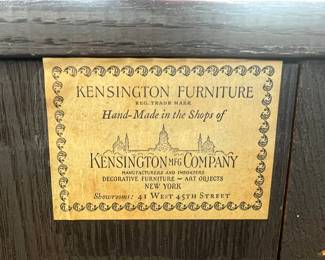 KENSINGTON FURNITURE
REG. TRADE MARK
Hand-Made in the Shops of
KENSINGTON MFG COMPANY
MANUFACTURERS AND IMPORTERS
DECORATIVE FURNITURE – ART OBJECTS
NEW YORK
Showrooms: 41 WEST 45TH STREET